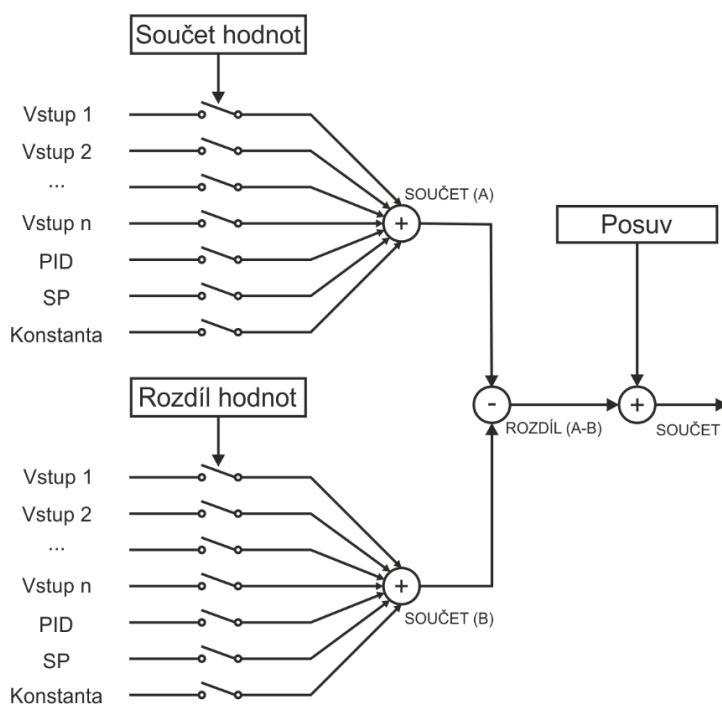 Součet hodnot
Vstup 1
Vstup 2
...
Vstup n
PID
SP
Konstanta
+
SOUČET (A)
Posuv
Rozdíl hodnot
-
ROZDÍL (A-B)
+
SOUČET
Vstup 1
Vstup 2
...
Vstup n
PID
SP
Konstanta
+
SOUČET (B)